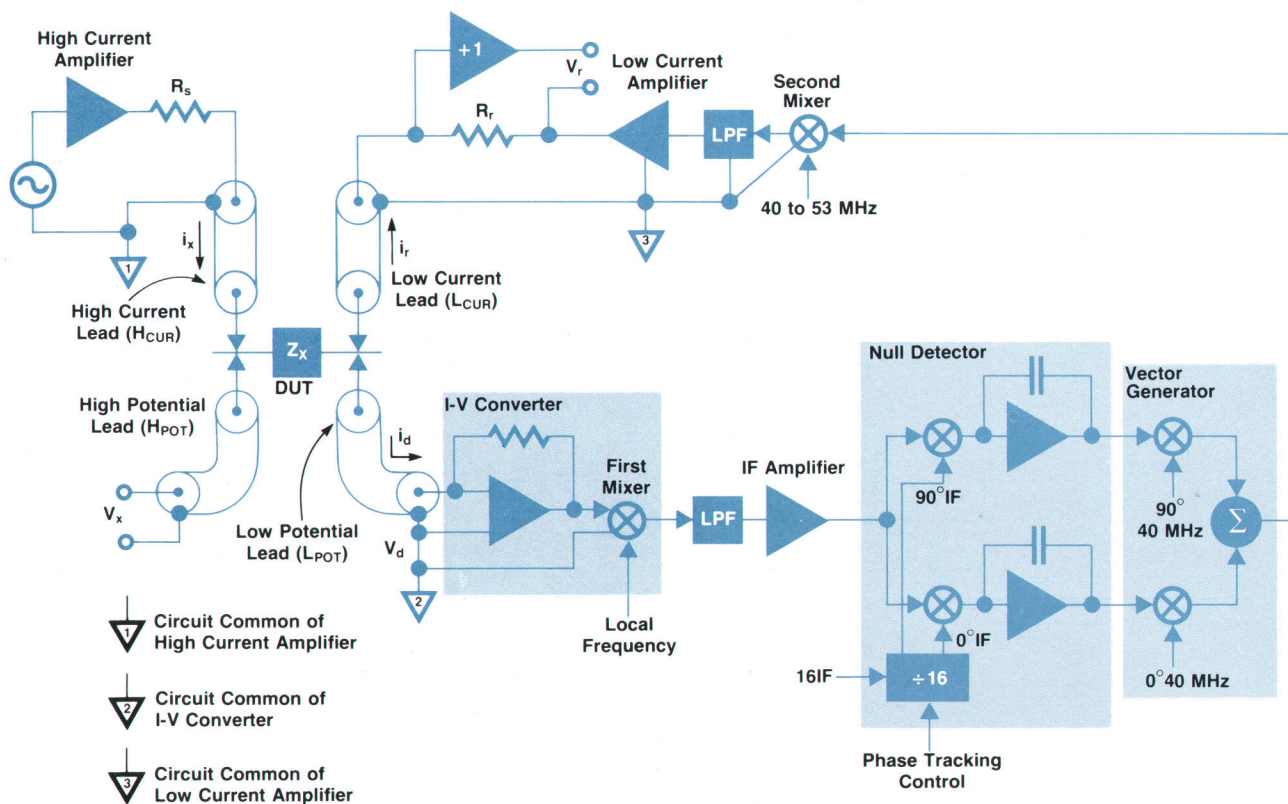 High Current
Amplifier
Rs
+1
Vr
Low Current
Amplifier
Rr
LPF
Second
Mixer
40 to 53 MHz
ix
1
ir
3
High Current
Lead (HCUR)
Low Current
Lead (LCUR)
ZX
DUT
High Potential
Lead (HPOT)
Vx
id
Low Potential
Lead (LPOT)
Vd
2
I-V Converter
First
Mixer
Local
Frequency
LPF
IF Amplifier
Null Detector
90°IF
0°IF
16IF
÷16
Phase Tracking
Control
Vector
Generator
90°
40 MHz
Σ
0°40 MHz
1
Circuit Common of
High Current Amplifier
2
Circuit Common of
I-V Converter
3
Circuit Common of
Low Current Amplifier